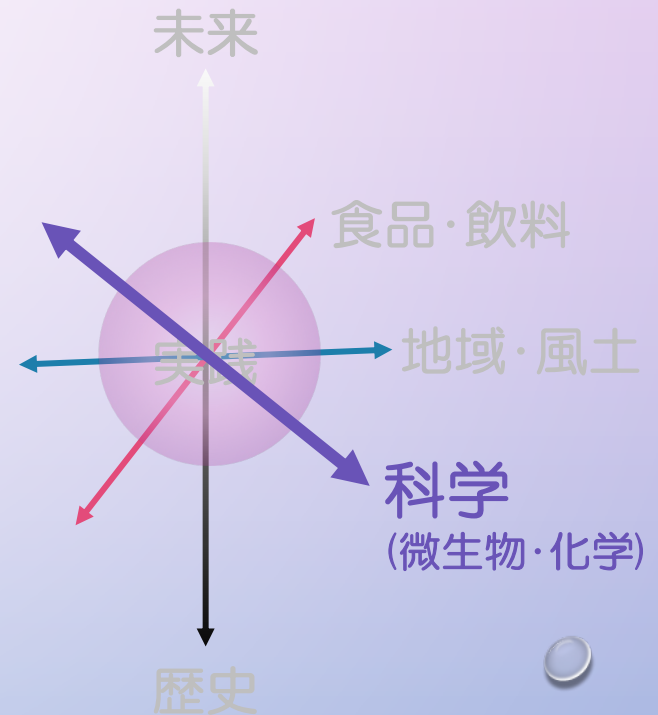 未来
食品・飲料
地域・風土
実践
科学
(微生物・化学)
歴史